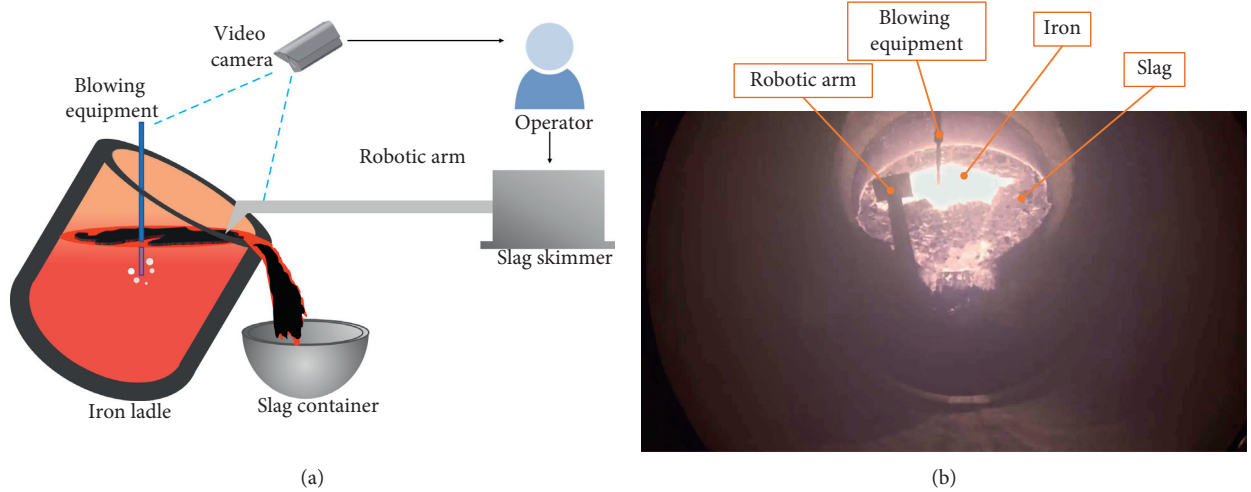 Video
camera
Blowing
equipment
Operator
Robotic arm
Slag skimmer
Iron ladle
Slag container
(a)
Blowing
equipment
Iron
Slag
Robotic arm
(b)